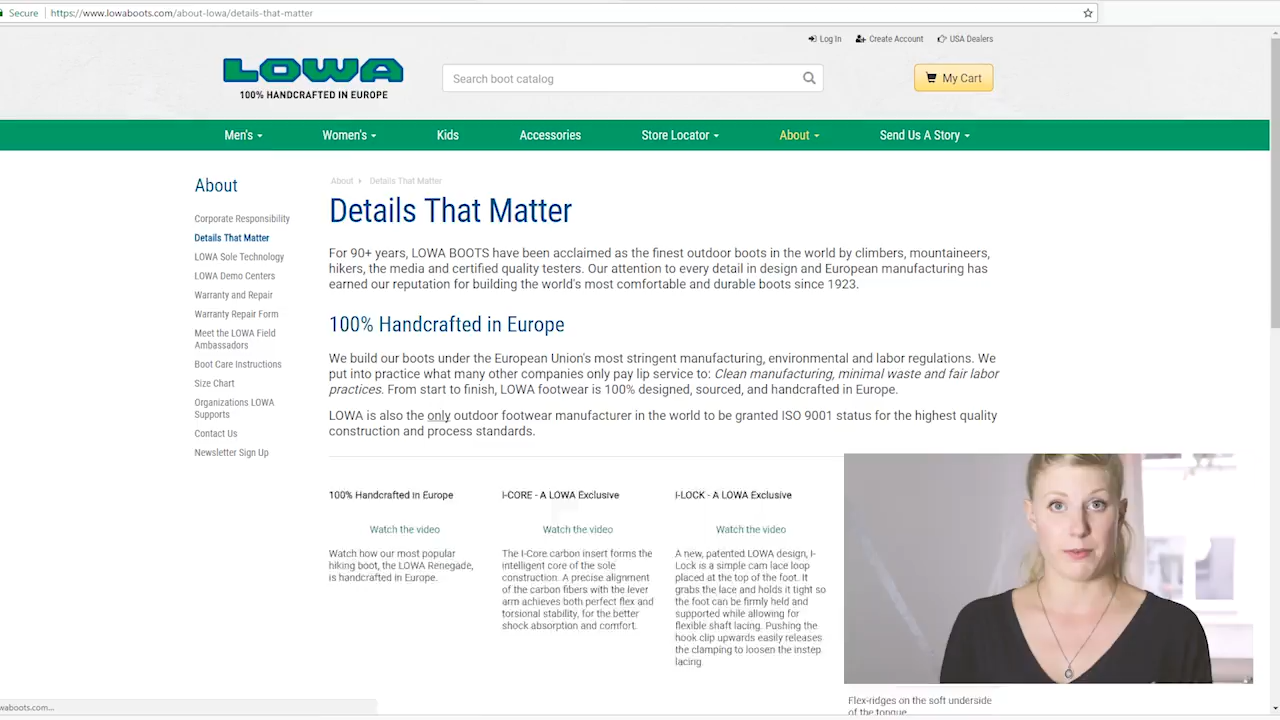 Secure https://www.lowaboots.com/about-lowa/details-that-matter
Log In Create Account USA Dealers
LOWA
100% HANDCRAFTED IN EUROPE
Search boot catalog
My Cart
Men's Women's Kids Accessories Store Locator About Send Us A Story
About
Corporate Responsibility
Details That Matter
LOWA Sole Technology
LOWA Demo Centers
Warranty and Repair
Warranty Repair Form
Meet the LOWA Field
Ambassadors
Boot Care Instructions
Size Chart
Organizations LOWA
Supports
Contact Us
Newsletter Sign Up
About Details That Matter
Details That Matter
For 90+ years, LOWA BOOTS have been acclaimed as the finest outdoor boots in the world by climbers, mountaineers,
hikers, the media and certified quality testers. Our attention to every detail in design and European manufacturing has
earned our reputation for building the world's most comfortable and durable boots since 1923.
100% Handcrafted in Europe
We build our boots under the European Union's most stringent manufacturing, environmental and labor regulations. We
put into practice what many other companies only pay lip service to: Clean manufacturing, minimal waste and fair labor
practices. From start to finish, LOWA footwear is 100% designed, sourced, and handcrafted in Europe.
LOWA is also the only outdoor footwear manufacturer in the world to be granted ISO 9001 status for the highest quality
construction and process standards.
100% Handcrafted in Europe
Watch the video
Watch how our most popular
hiking boot, the LOWA Renegade,
is handcrafted in Europe.
I-CORE - A LOWA Exclusive
Watch the video
The I-Core carbon insert forms the
intelligent core of the sole
construction. A precise alignment
of the carbon fibers with the lever
arm achieves both perfect flex and
torsional stability, for the better
shock absorption and comfort.
I-LOCK - A LOWA Exclusive
Watch the video
A new, patented LOWA design, I-
Lock is a simple cam lace loop
placed at the top of the foot. It
grabs the lace and holds it tight so
the foot can be firmly held and
supported while allowing for
flexible shaft lacing. Pushing the
hook clip upwards easily releases
the clamping to loosen the instep
lacing
Flex-ridges on the soft underside
of the tongue
waboots.com...